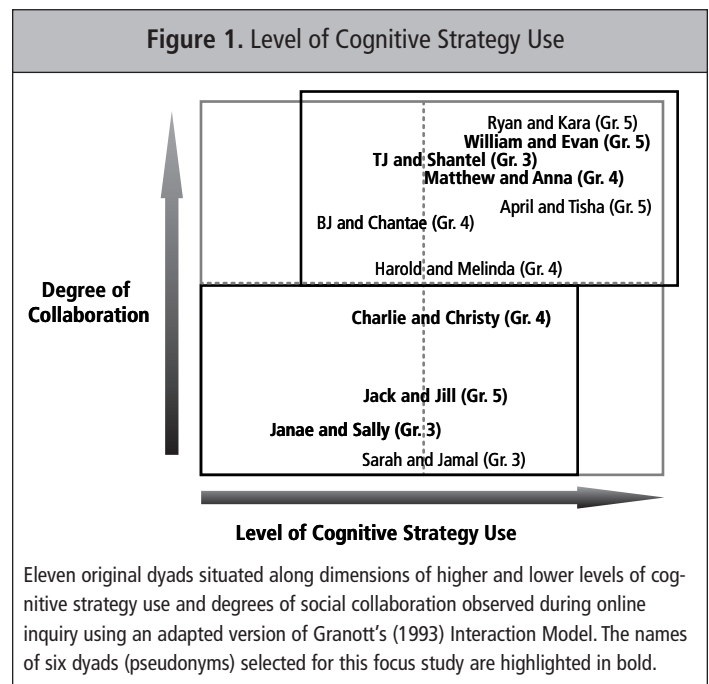 Figure 1. Level of Cognitive Strategy Use
Ryan and Kara (Gr. 5)
William and Evan (Gr. 5)
TJ and Shantel (Gr. 3)
Matthew and Anna (Gr. 4)
April and Tisha (Gr. 5)
BJ and Chantae (Gr. 4)
Harold and Melinda (Gr. 4)
Degree of
Collaboration
Charlie and Christy (Gr. 4)
Jack and Jill (Gr. 5)
Janae and Sally (Gr. 3)
Sarah and Jamal (Gr. 3)
Level of Cognitive Strategy Use
Eleven original dyads situated along dimensions of higher and lower levels of cog-
nitive strategy use and degrees of social collaboration observed during online
inquiry using an adapted version of Granott's (1993) Interaction Model. The names
of six dyads (pseudonyms) selected for this focus study are highlighted in bold.